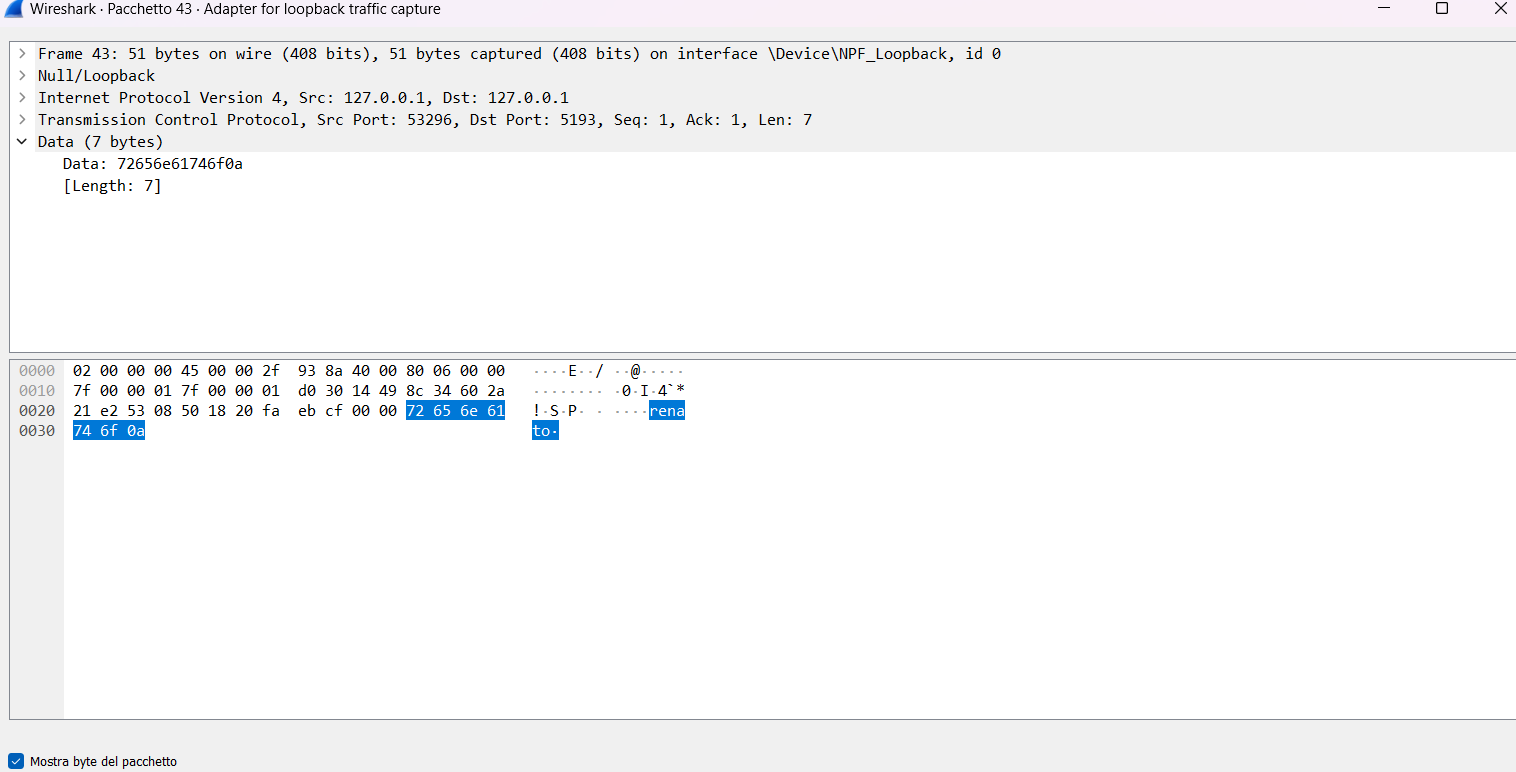 Wireshark · Pacchetto 43 · Adapter for loopback traffic capture
Frame 43: 51 bytes on wire (408 bits), 51 bytes captured (408 bits) on interface \Device\NPF_Loopback, id 0
Null/Loopback
Internet Protocol Version 4, Src: 127.0.0.1, Dst: 127.0.0.1
Transmission Control Protocol, Src Port: 53296, Dst Port: 5193, Seq: 1, Ack: 1, Len: 7
Data (7 bytes)
Data: 72656e61746f0a
[Length: 7]
0000 02 00 00 00 45 00 00 2f 93 8a 40 00 80 06 00 00 ····E··/ ··@·····
0010 7f 00 00 01 7f 00 00 01 d0 30 14 49 8c 34 60 2a ········ ·0·I·4`*
0020 21 e2 53 08 50 18 20 fa eb cf 00 00 72 65 6e 61 !·S·P· · ····rena
0030 74 6f 0a to·
Mostra byte del pacchetto